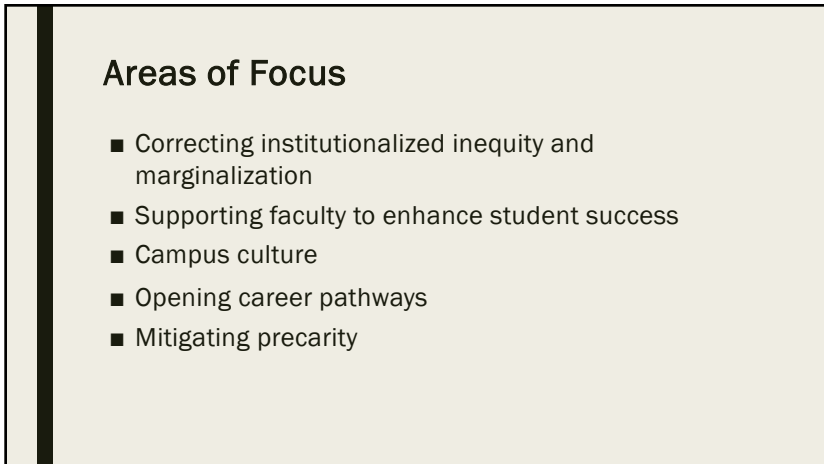 Areas of Focus
■ Correcting institutionalized inequity and
marginalization
■ Supporting faculty to enhance student success
■ Campus culture
■ Opening career pathways
■ Mitigating precarity